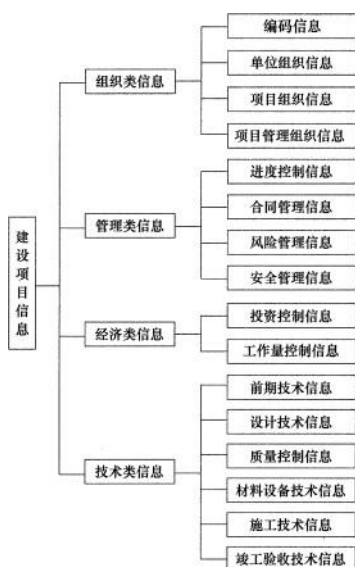 建设项目信息
组织类信息
编码信息
单位组织信息
项目组织信息
项目管理组织信息
管理类信息
进度控制信息
合同管理信息
风险管理信息
安全管理信息
经济类信息
投资控制信息
工作量控制信息
技术类信息
前期技术信息
设计技术信息
质量控制信息
材料设备技术信息
施工技术信息
竣工验收技术信息